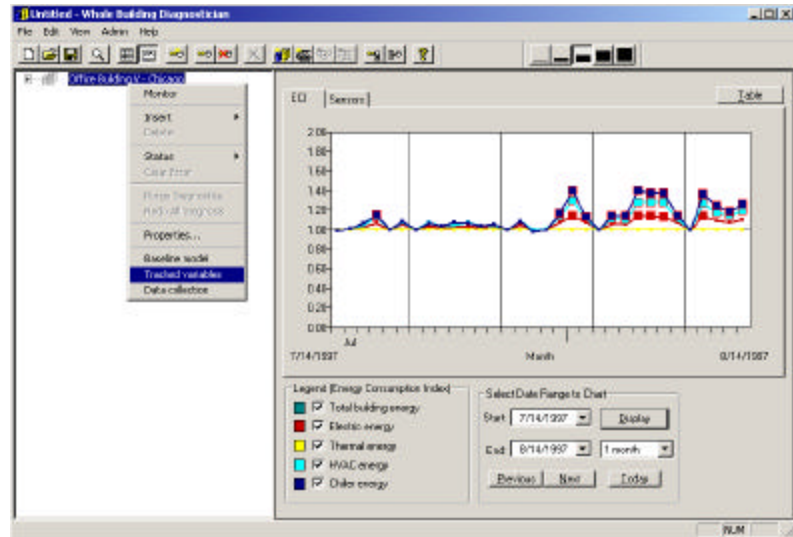 Untitled - Whole Building Diagnostician
File Edit View Admin Help
Office Building V - Chicago
Monitor
Insert
Delete
Status
Clear Error
Purge Diagnostics
Properties...
Baseline model
Tracked variables
Data collection
ECI Sensors Table
2.00
1.80
1.60
1.40
1.20
1.00
0.80
0.60
0.40
0.20
0.00
Jul
7/14/1997 Month 8/14/1997
Legend (Energy Consumption Index)
Total building energy
Electric energy
Thermal energy
HVAC energy
Chiller energy
Select Date Range to Chart
Start 7/14/1997 Display
End 8/14/1997 1 month
Previous Next Today
NUM